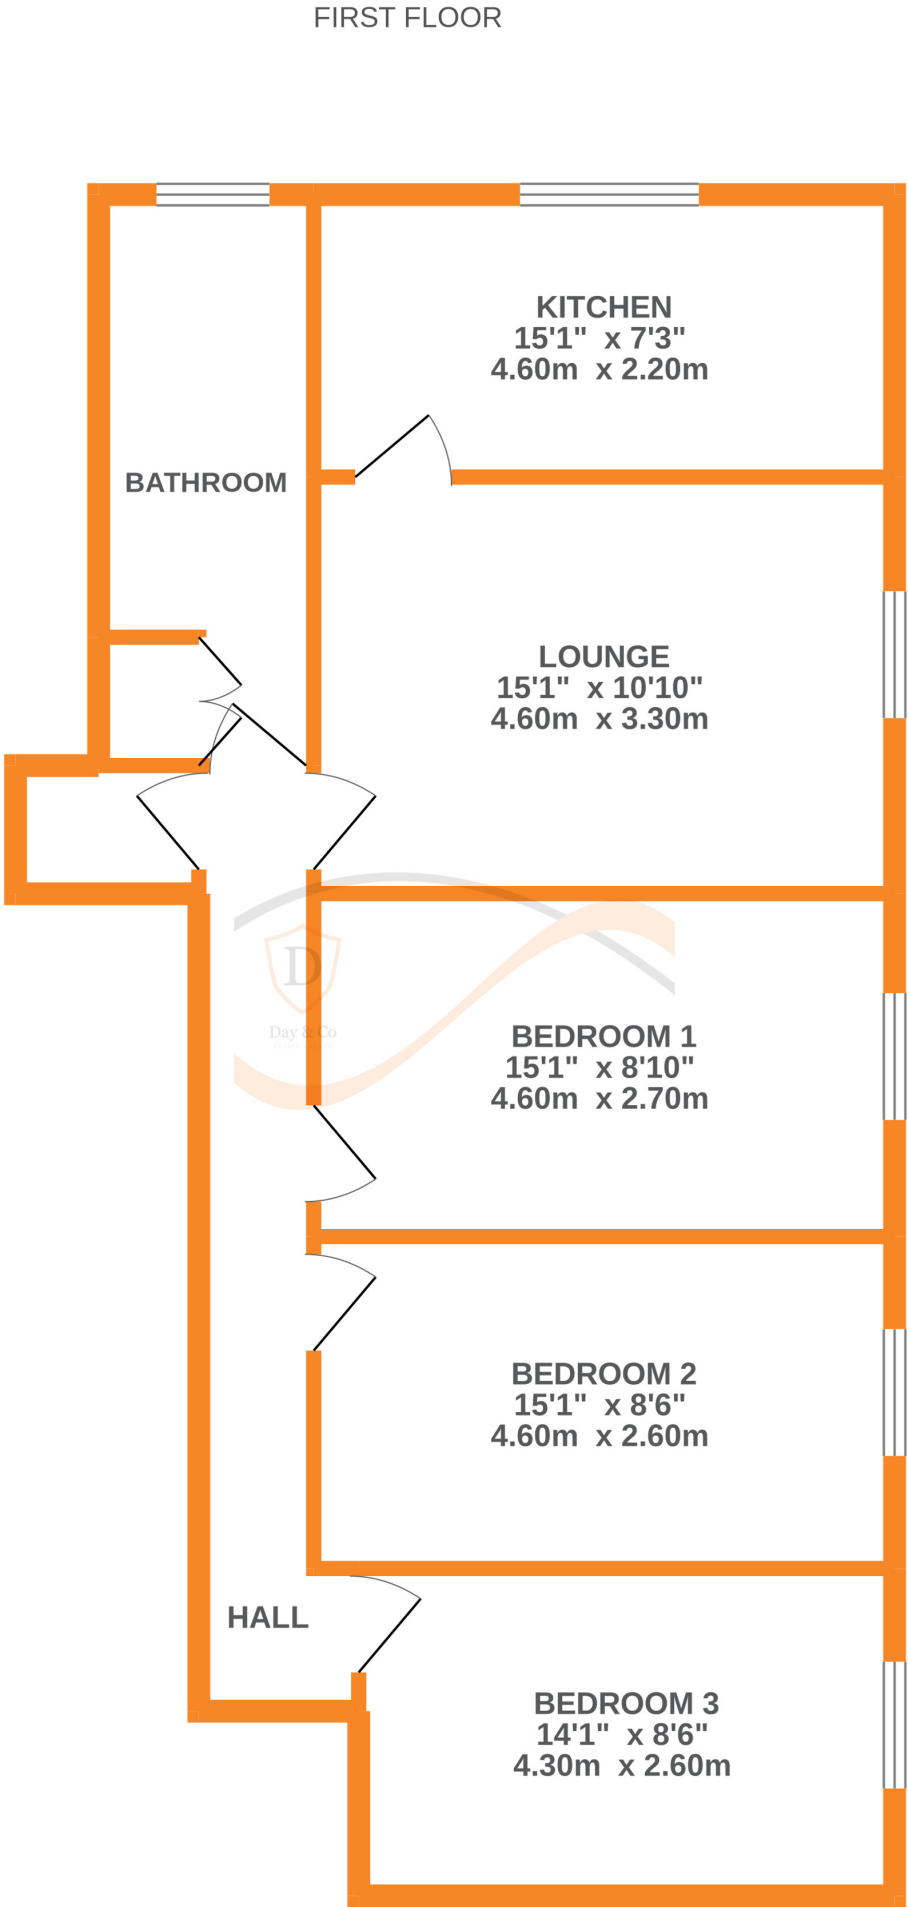 FIRST FLOOR
KITCHEN
15'1" x 7'3"
4.60m x 2.20m
BATHROOM
LOUNGE
15'1" x 10'10"
4.60m x 3.30m
D
Day & Co
BEDROOM 1
15'1" x 8'10"
4.60m x 2.70m
BEDROOM 2
15'1" x 8'6"
4.60m x 2.60m
HALL
BEDROOM 3
14'1" x 8'6"
4.30m x 2.60m